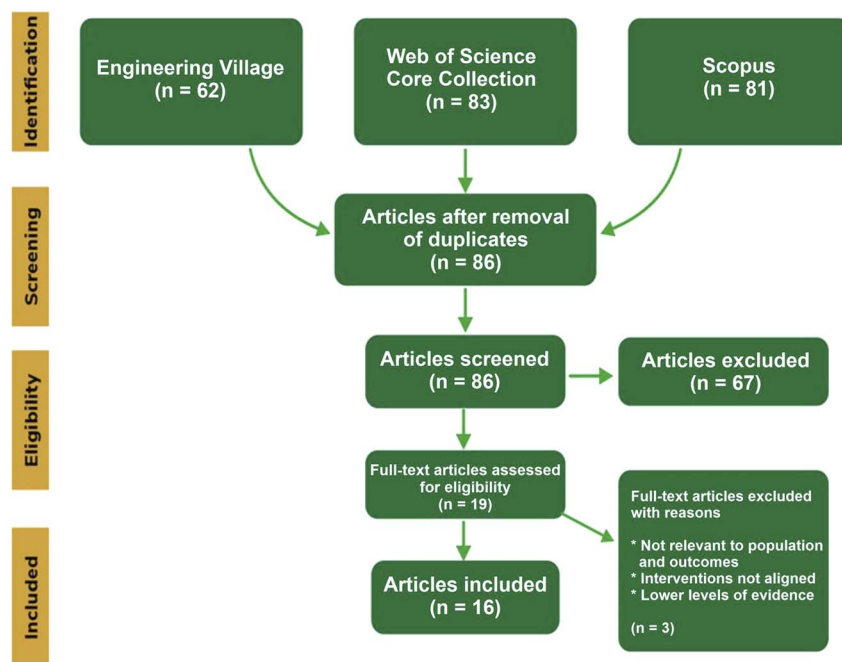 Identification
Engineering Village
(n = 62)
Web of Science
Core Collection
(n = 83)
Scopus
(n = 81)
Screening
Articles after removal
of duplicates
(n = 86)
Eligibility
Articles screened
(n = 86)
Articles excluded
(n = 67)
Full-text articles assessed
for eligibility
(n = 19)
Full-text articles excluded
with reasons
* Not relevant to population
and outcomes
* Interventions not aligned
* Lower levels of evidence
(n = 3)
Included
Articles included
(n = 16)